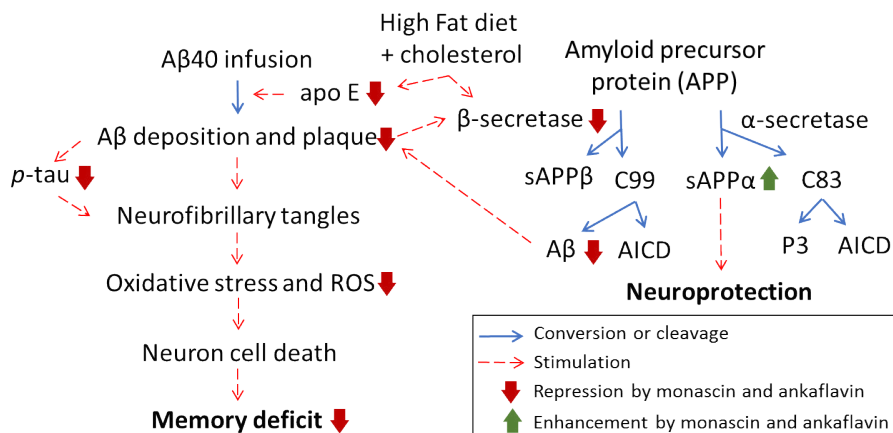 High Fat diet
+ cholesterol
Aβ40 infusion
apo E
Amyloid precursor
protein (APP)
β-secretase
α-secretase
Aβ deposition and plaque
p-tau
sAPPβ
C99
sAPPα
C83
Neurofibrillary tangles
Aβ
AICD
P3
AICD
Oxidative stress and ROS
Neuroprotection
Neuron cell death
Memory deficit
Conversion or cleavage
Stimulation
Repression by monascin and ankaflavin
Enhancement by monascin and ankaflavin